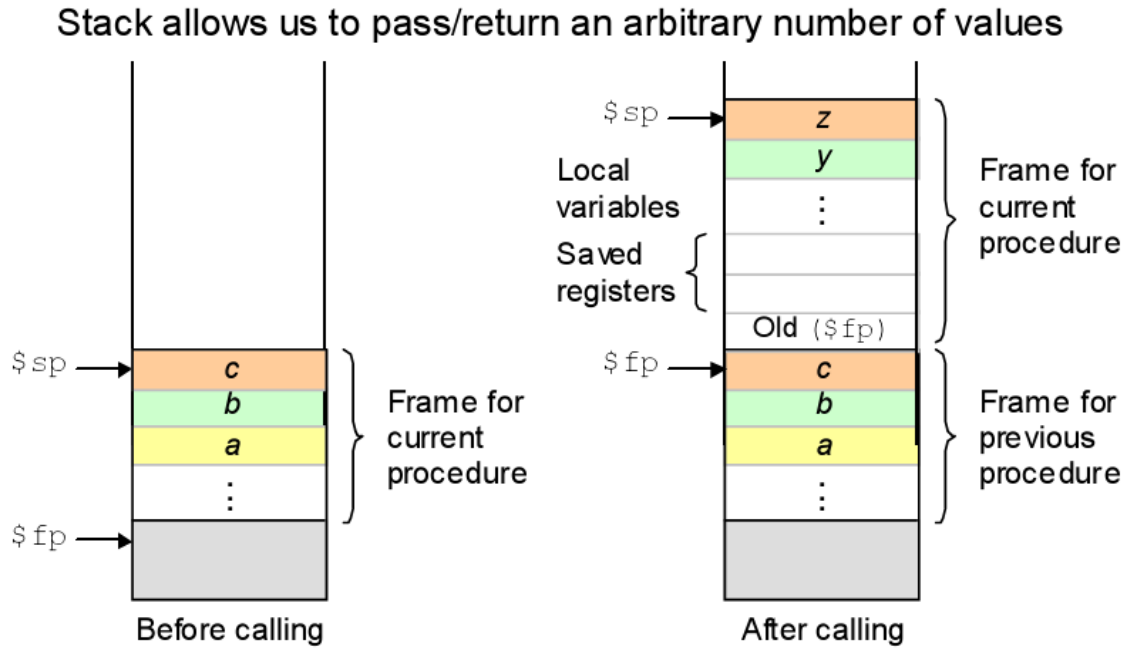 Stack allows us to pass/return an arbitrary number of values
$sp
c
b
a
⋮
$fp
Frame for
current
procedure
Before calling
$sp
z
y
⋮
Local
variables
Saved
registers
Old ($fp)
$fp
c
b
a
⋮
Frame for
current
procedure
Frame for
previous
procedure
After calling